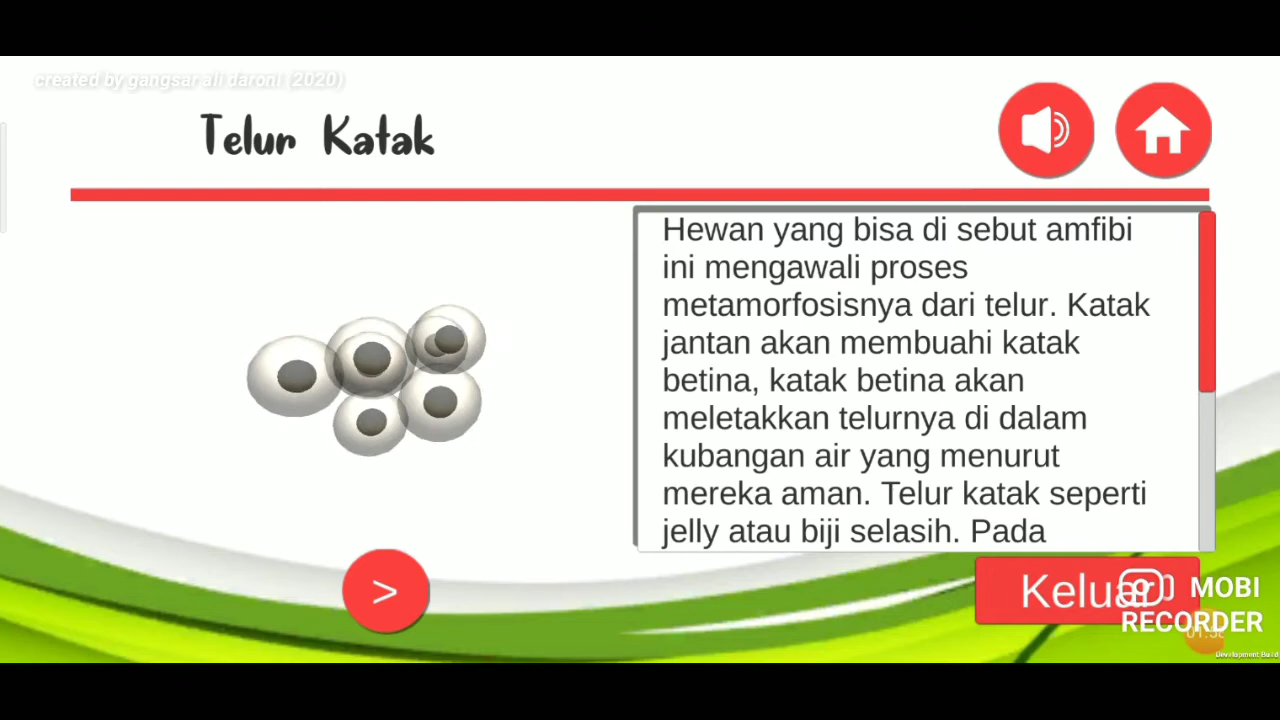 created by gangsar ali daroni (2020)
Telur Katak
Hewan yang bisa di sebut amfibi
ini mengawali proses
metamorfosisnya dari telur. Katak
jantan akan membuahi katak
betina, katak betina akan
meletakkan telurnya di dalam
kubangan air yang menurut
mereka aman. Telur katak seperti
jelly atau biji selasih. Pada
>
Keluar
MOBI
RECORDER
Development Build